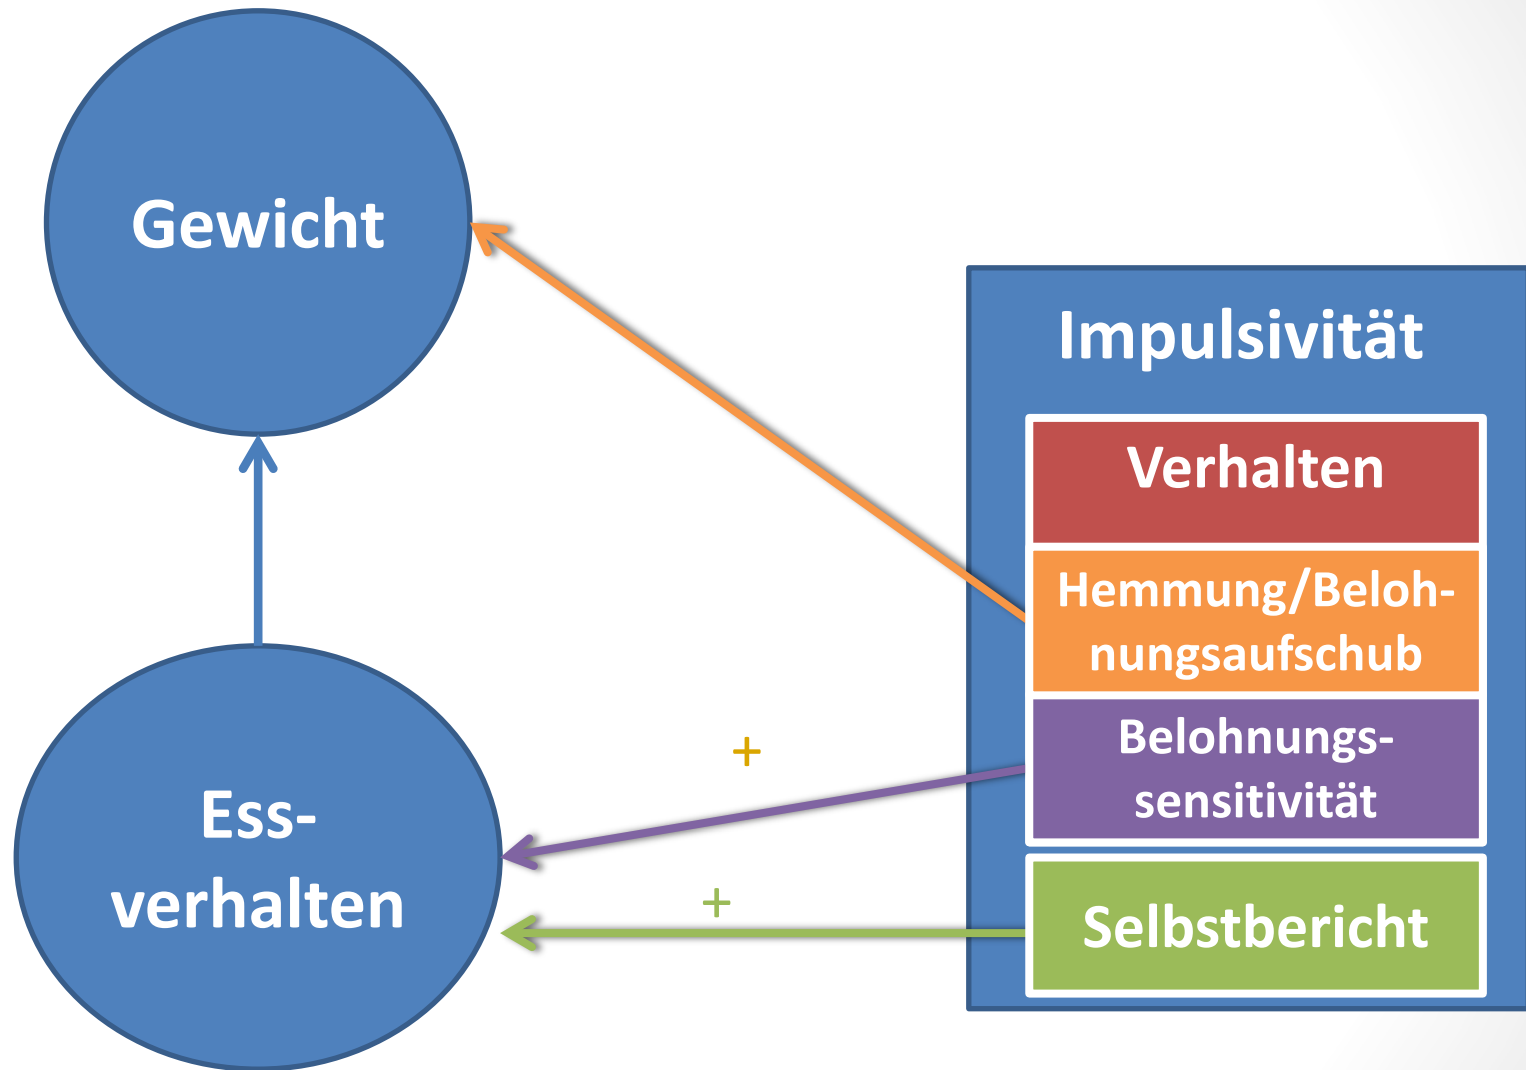 Gewicht
Impulsivität
Verhalten
Hemmung/Beloh-
nungsaufschub
Belohnungs-
sensitivität
+
Ess-
verhalten
+
Selbstbericht